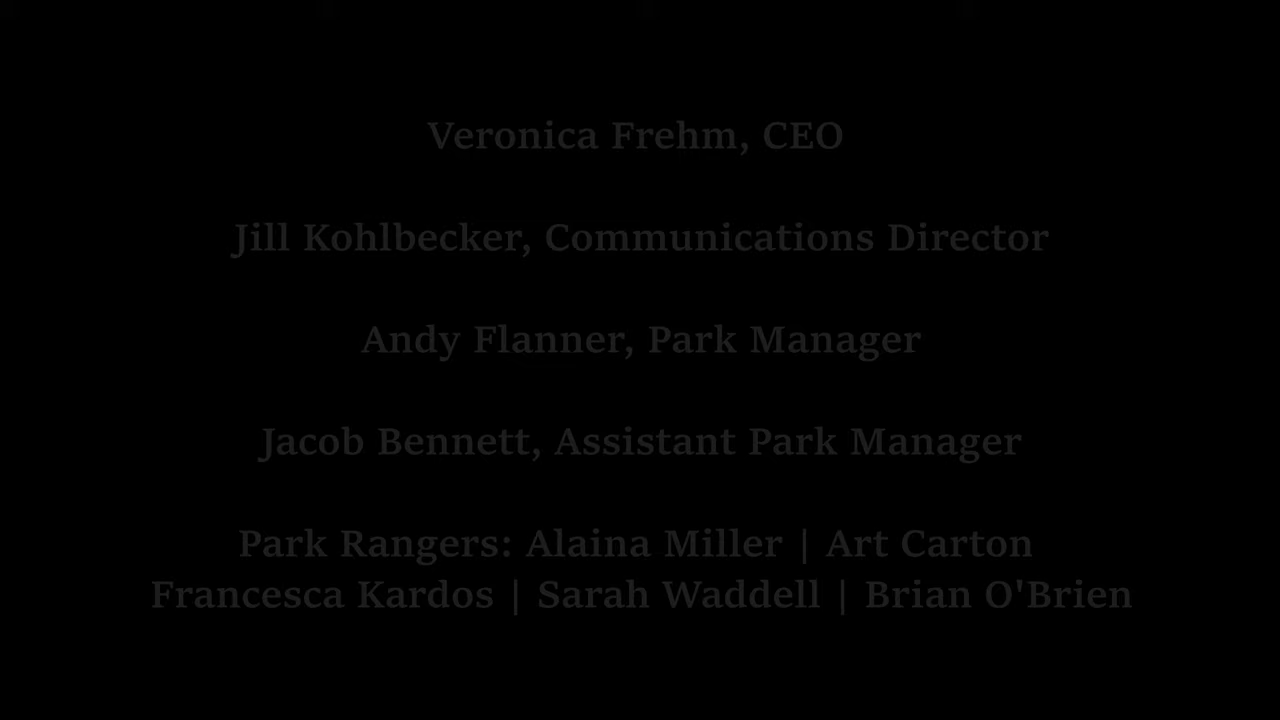 Veronica Frehm, CEO
Jill Kohlbecker, Communications Director
Andy Flanner, Park Manager
Jacob Bennett, Assistant Park Manager
Park Rangers: Alaina Miller | Art Carton
Francesca Kardos | Sarah Waddell | Brian O'Brien